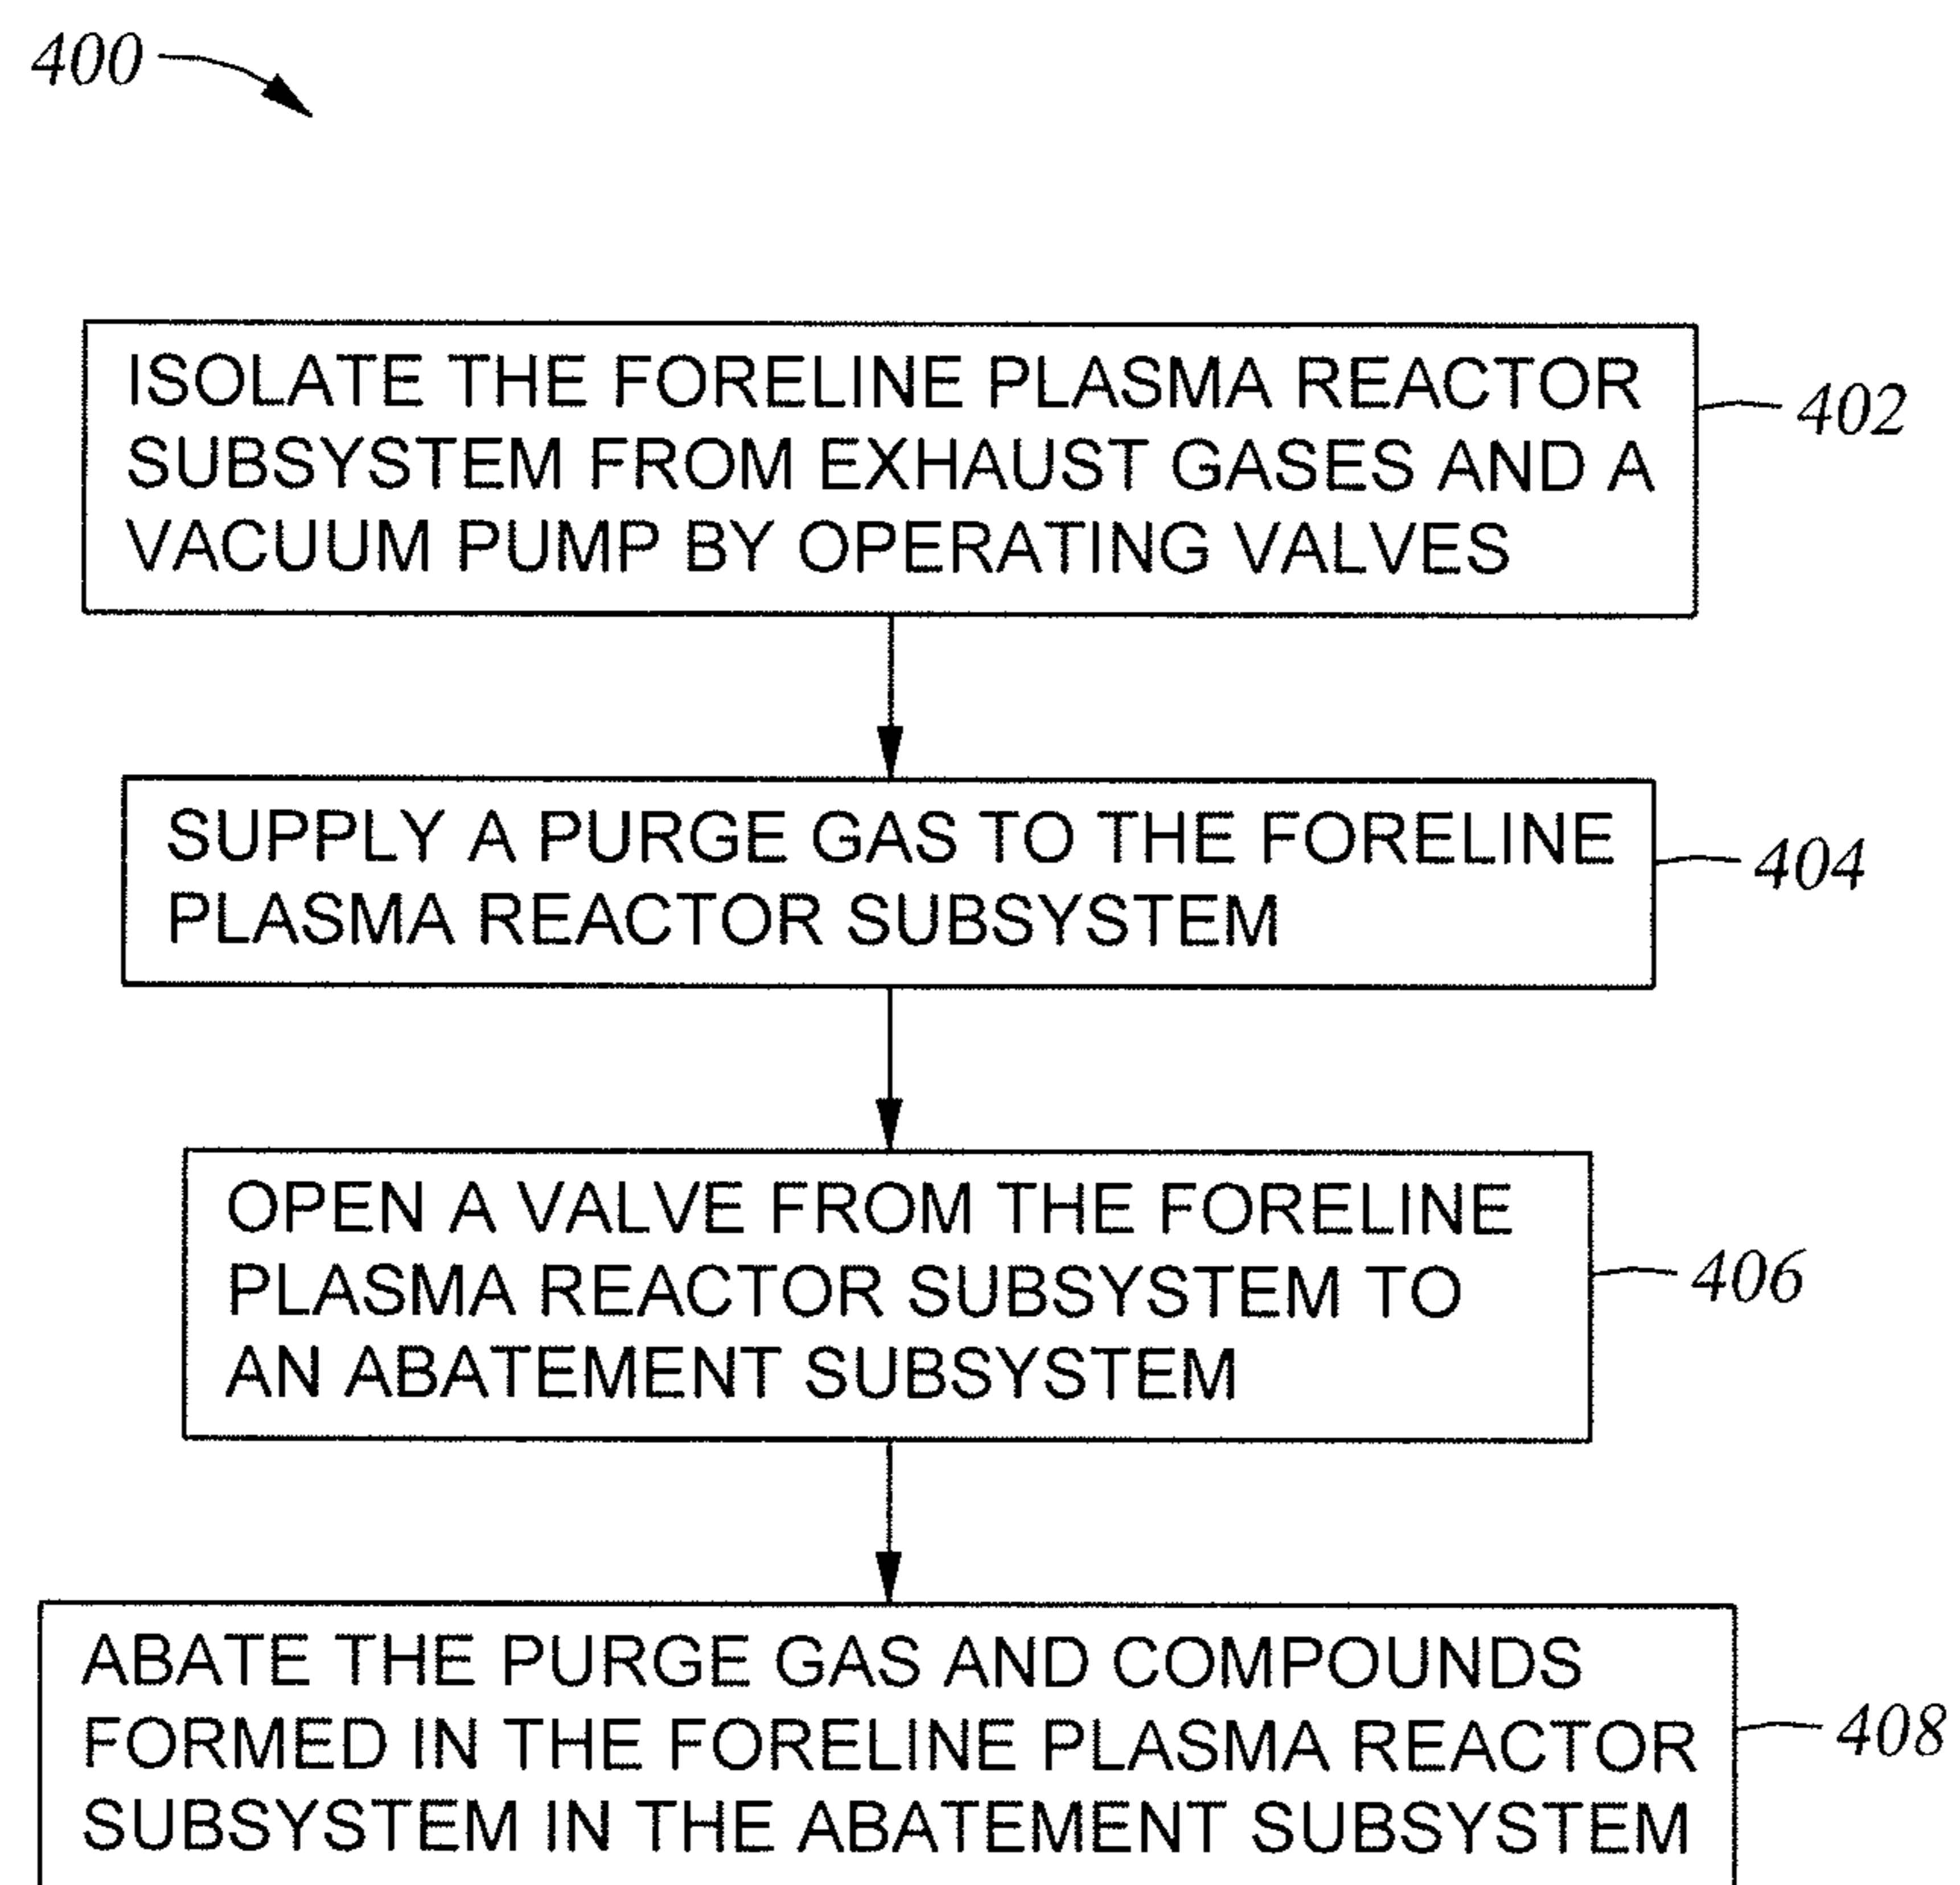 400
ISOLATE THE FORELINE PLASMA REACTOR
SUBSYSTEM FROM EXHAUST GASES AND A
VACUUM PUMP BY OPERATING VALVES
402
SUPPLY A PURGE GAS TO THE FORELINE
PLASMA REACTOR SUBSYSTEM
404
OPEN A VALVE FROM THE FORELINE
PLASMA REACTOR SUBSYSTEM TO
AN ABATEMENT SUBSYSTEM
406
ABATE THE PURGE GAS AND COMPOUNDS
FORMED IN THE FORELINE PLASMA REACTOR
SUBSYSTEM IN THE ABATEMENT SUBSYSTEM
408